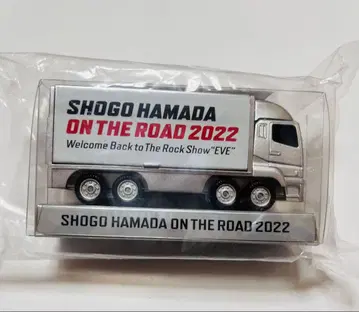 SHOGO HAMADA
ON THE ROAD 2022
Welcome Back to The Rock Show "EVE"
SHOGO HAMADA ON THE ROAD 2022